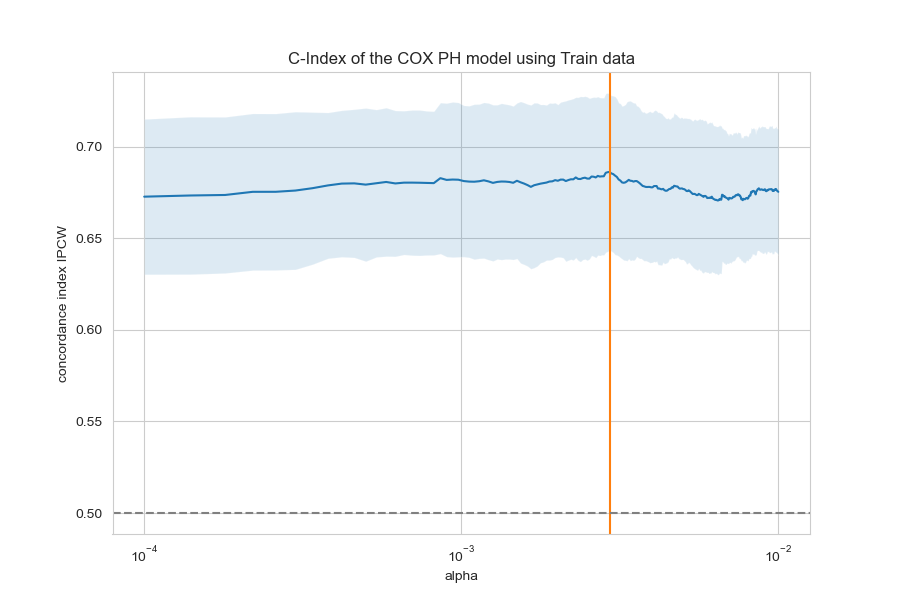 C-Index of the COX PH model using Train data
concordance index IPCW
0.70
0.65
0.60
0.55
0.50
10⁻⁴ 10⁻³ 10⁻²
alpha